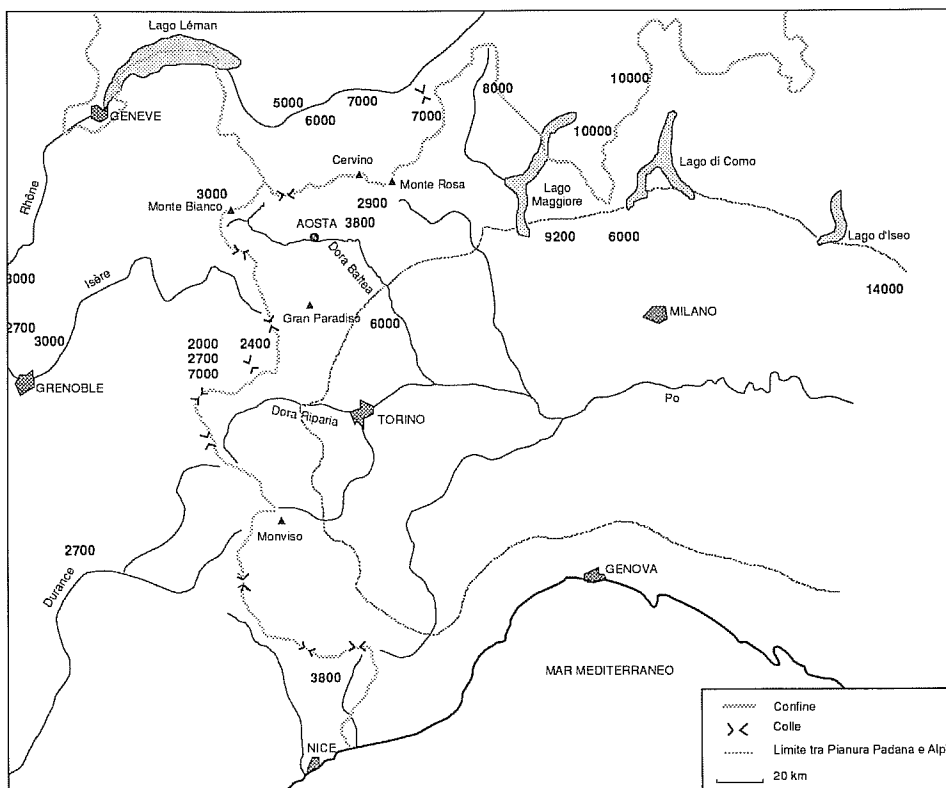 Lago Léman
GENEVE
5000
7000
6000
7000
8000
10000
10000
Cervino
Monte Rosa
Lago
Maggiore
Lago di Como
Rhône
3000
Monte Bianco
AOSTA
2900
3800
Dora Baltea
9200
6000
Lago d'Iseo
14000
3000
Isère
Gran Paradiso
6000
MILANO
2700
3000
GRENOBLE
2000
2400
2700
7000
Dora Riparia
TORINO
Po
Monviso
2700
Durance
GENOVA
3800
MAR MEDITERRANEO
NICE
Confine
Colle
Limite tra Pianura Padana e Alpi
20 km